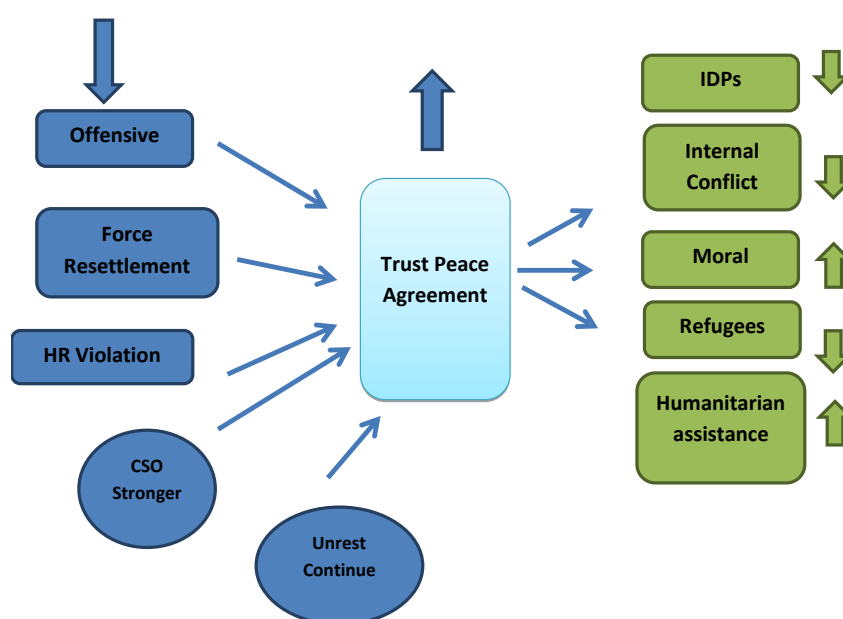 Offensive
Force
Resettlement
HR Violation
CSO
Stronger
Unrest
Continue
Trust Peace
Agreement
IDPs
Internal
Conflict
Moral
Refugees
Humanitarian
assistance